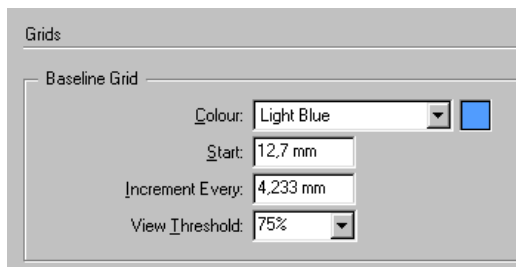 Grids
Baseline Grid
Colour: Light Blue
Start: 12,7 mm
Increment Every: 4,233 mm
View Threshold: 75%